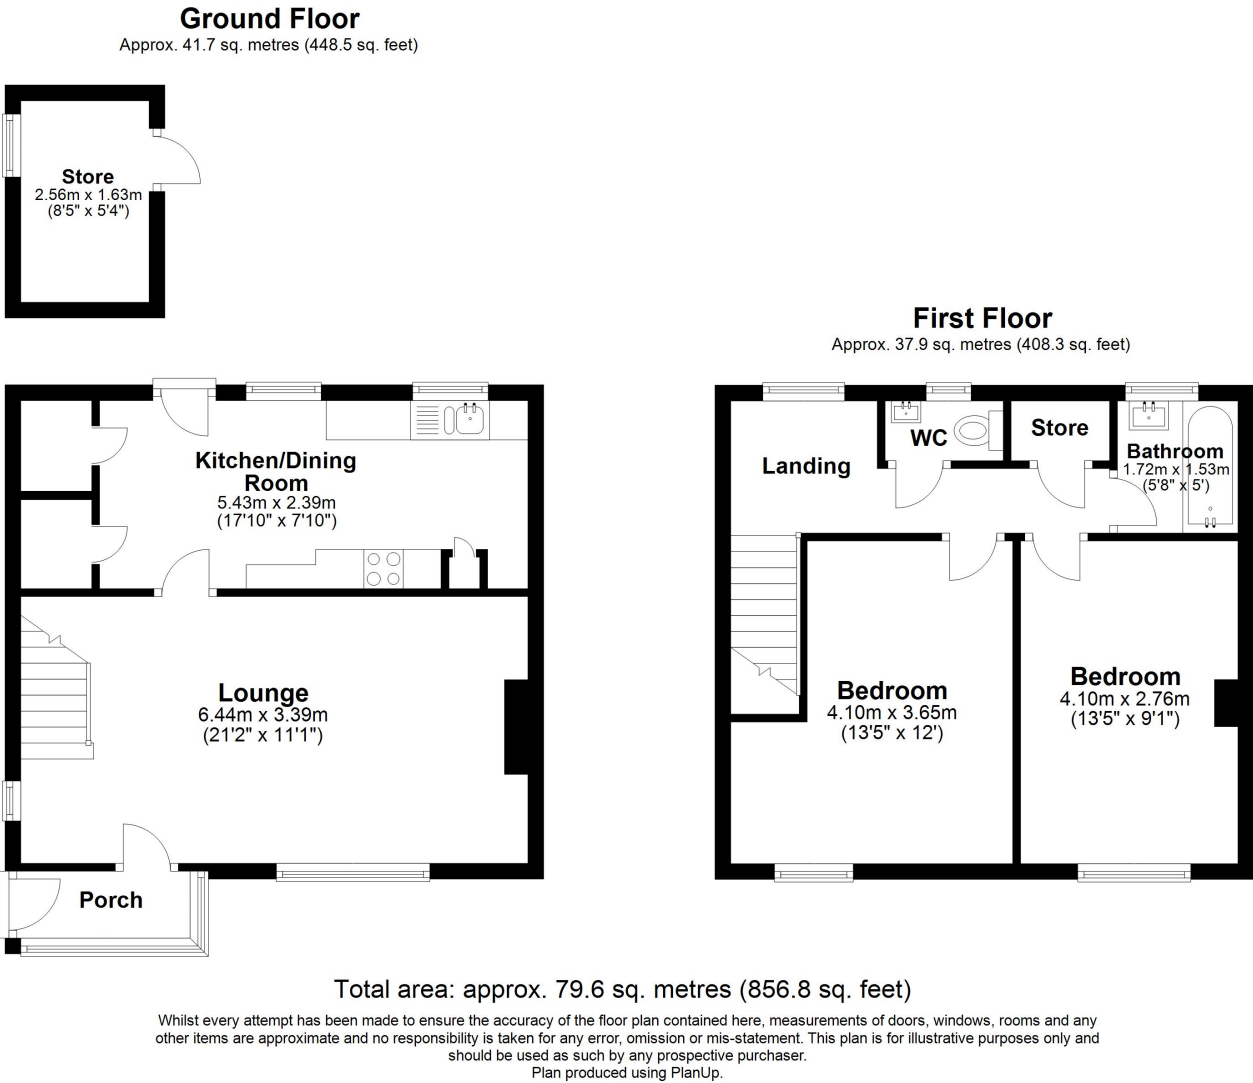 Ground Floor
Approx. 41.7 sq. metres (448.5 sq. feet)
Store
2.56m x 1.63m
(8'5" x 5'4")
Kitchen/Dining
Room
5.43m x 2.39m
(17'10" x 7'10")
Lounge
6.44m x 3.39m
(21'2" x 11'1")
Porch
First Floor
Approx. 37.9 sq. metres (408.3 sq. feet)
Landing
WC
Store
Bathroom
1.72m x 1.53m
(5'8" x 5')
Bedroom
4.10m x 3.65m
(13'5" x 12')
Bedroom
4.10m x 2.76m
(13'5" x 9'1")
Total area: approx. 79.6 sq. metres (856.8 sq. feet)
Whilst every attempt has been made to ensure the accuracy of the floor plan contained here, measurements of doors, windows, rooms and any
other items are approximate and no responsibility is taken for any error, omission or mis-statement. This plan is for illustrative purposes only and
should be used as such by any prospective purchaser.
Plan produced using PlanUp.